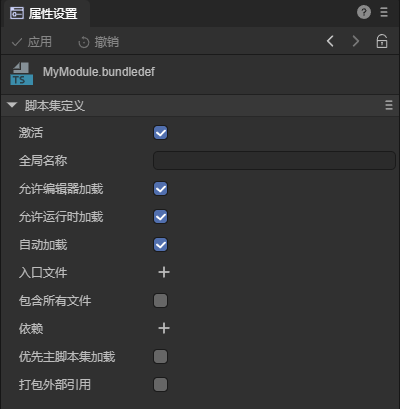 属性设置
应用 撤销
TS MyModule.bundledef
脚本集定义
激活
全局名称
允许编辑器加载
允许运行时加载
自动加载
入口文件
包含所有文件
依赖
优先主脚本集加载
打包外部引用